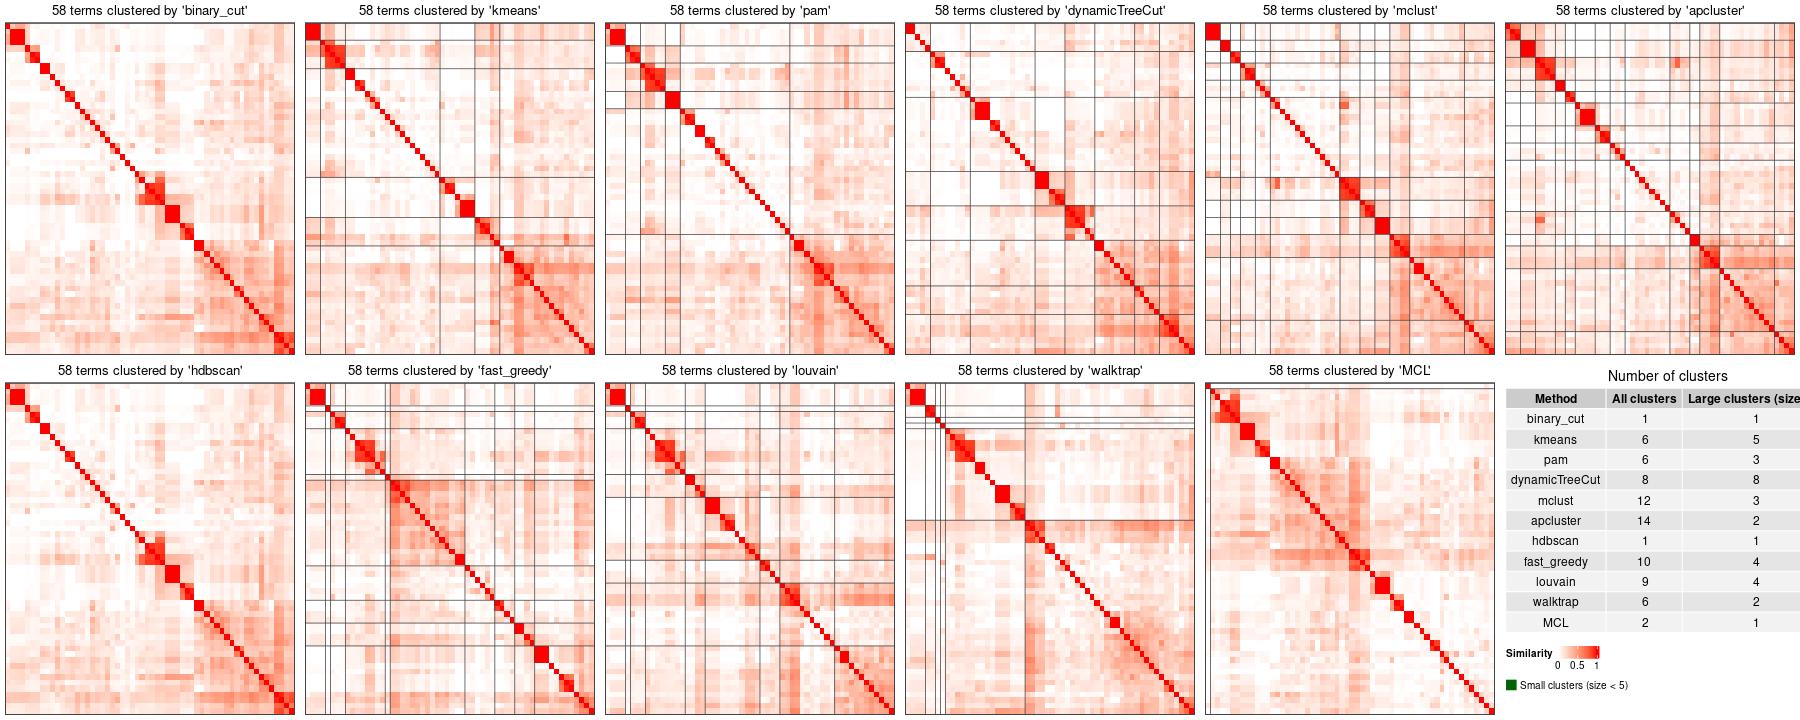 58 terms clustered by 'binary_cut'
58 terms clustered by 'kmeans'
58 terms clustered by 'pam'
58 terms clustered by 'dynamicTreeCut'
58 terms clustered by 'mclust'
58 terms clustered by 'apcluster'
58 terms clustered by 'hdbscan'
58 terms clustered by 'fast_greedy'
58 terms clustered by 'louvain'
58 terms clustered by 'walktrap'
58 terms clustered by 'MCL'
Number of clusters
Method All clusters Large clusters (size
binary_cut 1 1
kmeans 6 5
pam 6 3
dynamicTreeCut 8 8
mclust 12 3
apcluster 14 2
hdbscan 1 1
fast_greedy 10 4
louvain 9 4
walktrap 6 2
MCL 2 1
Similarity
0 0.5 1
Small clusters (size < 5)